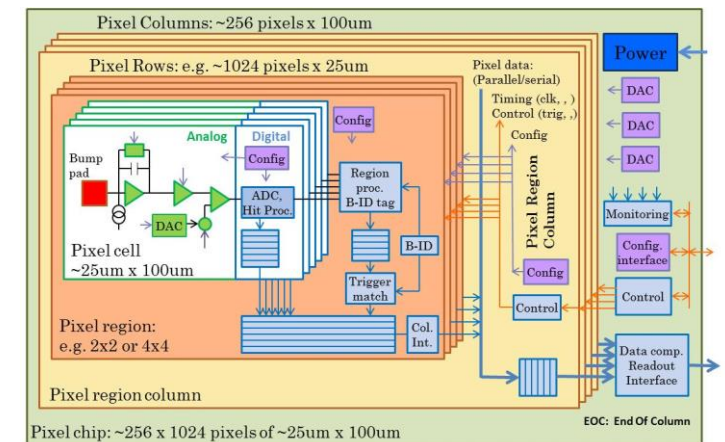 Pixel Columns: ~256 pixels x 100um
Power
Pixel Rows: e.g. ~1024 pixels x 25um
Pixel data:
(Parallel/serial)
Timing (clk, , )
Control (trig, ,)
Config
DAC
DAC
DAC
Analog
Digital
Config
Config
Bump
pad
ADC,
Hit Proc.
Region
proc.
B-ID tag
DAC
B-ID
Pixel cell
~25um x 100um
Trigger
match
Pixel Region
Column
Config
Control
Monitoring
Config.
interface
Control
Pixel region:
e.g. 2x2 or 4x4
Col.
Int.
Data comp.
Readout
Interface
Pixel region column
EOC: End Of Column
Pixel chip: ~256 x 1024 pixels of ~25um x 100um